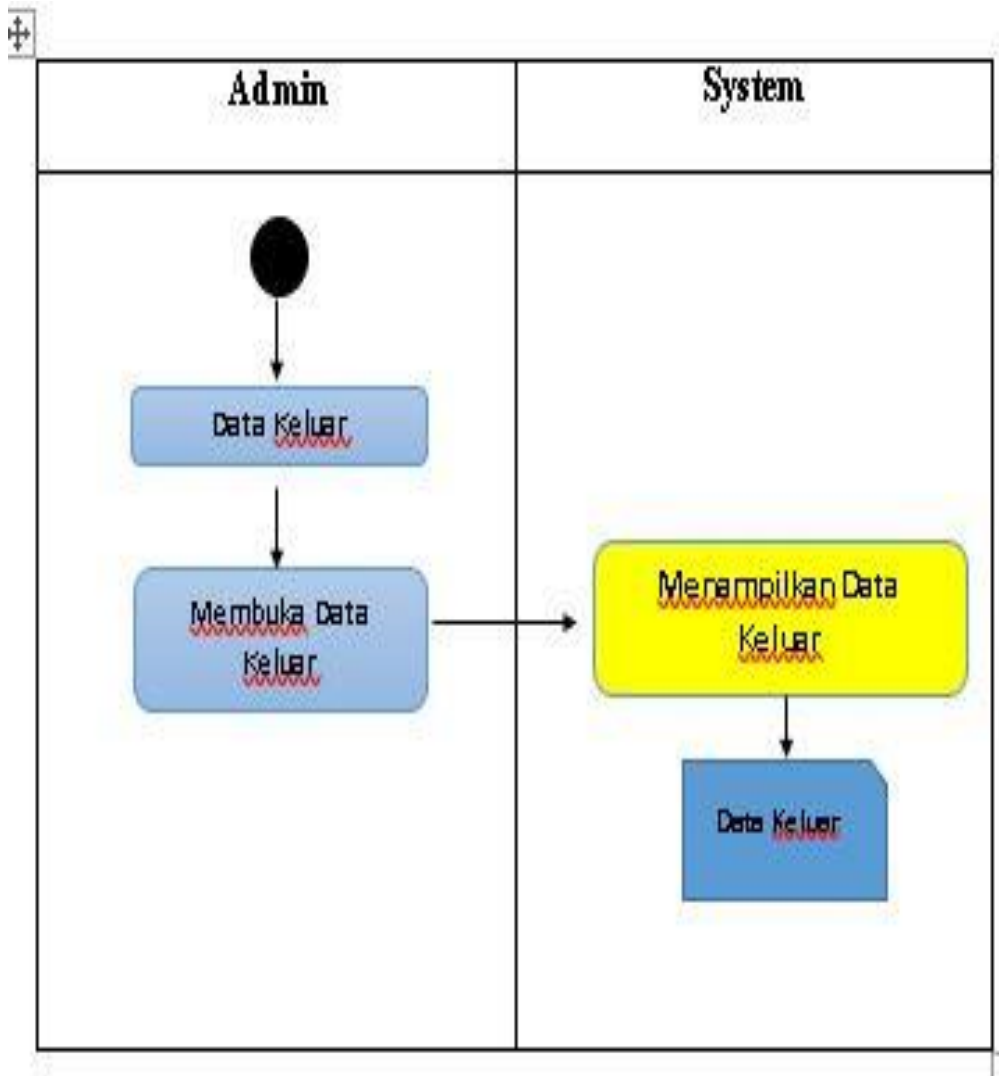 Admin
System
Data Keluar
Membuka Data
Keluar
Menampilkan Data
Keluar
Data Keluar